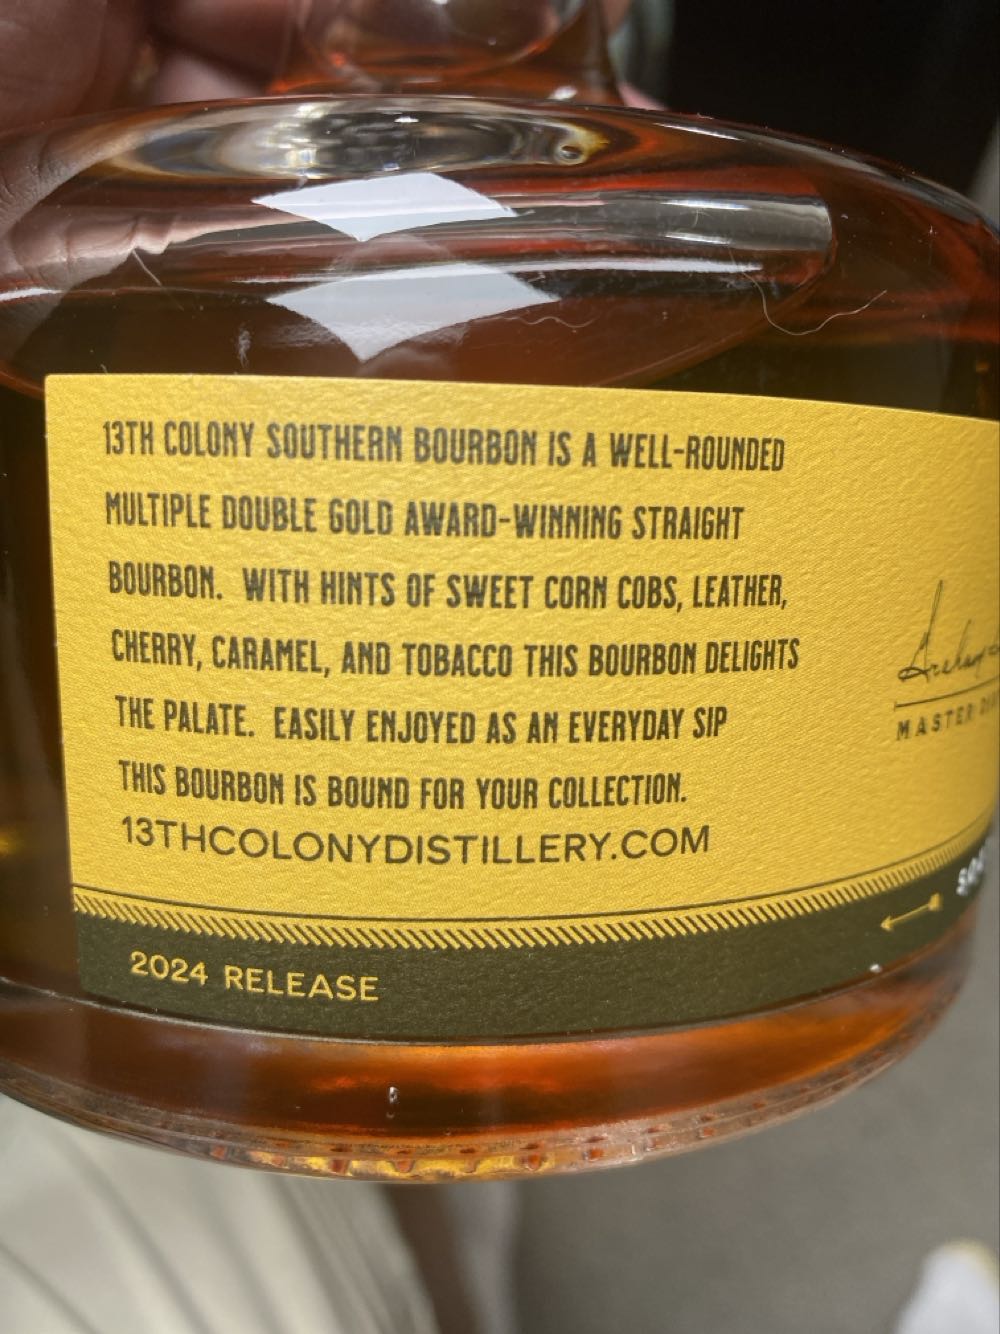 13TH COLONY SOUTHERN BOURBON IS A WELL-ROUNDED
MULTIPLE DOUBLE GOLD AWARD-WINNING STRAIGHT
BOURBON. WITH HINTS OF SWEET CORN COBS, LEATHER,
CHERRY, CARAMEL, AND TOBACCO THIS BOURBON DELIGHTS
THE PALATE. EASILY ENJOYED AS AN EVERYDAY SIP
THIS BOURBON IS BOUND FOR YOUR COLLECTION.
13THCOLONYDISTILLERY.COM
2024 RELEASE
MASTER